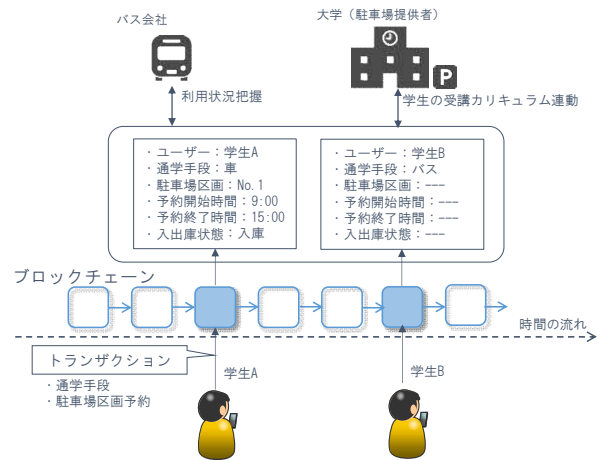 バス会社
大学（駐車場提供者）
P
利用状況把握
学生の受講カリキュラム連動
・ユーザー：学生A
・通学手段：車
・駐車場区画：No.1
・予約開始時間：9:00
・予約終了時間：15:00
・入出庫状態：入庫
・ユーザー：学生B
・通学手段：バス
・駐車場区画：---
・予約開始時間：---
・予約終了時間：---
・入出庫状態：---
ブロックチェーン
時間の流れ
トランザクション
・通学手段
・駐車場区画予約
学生A
学生B